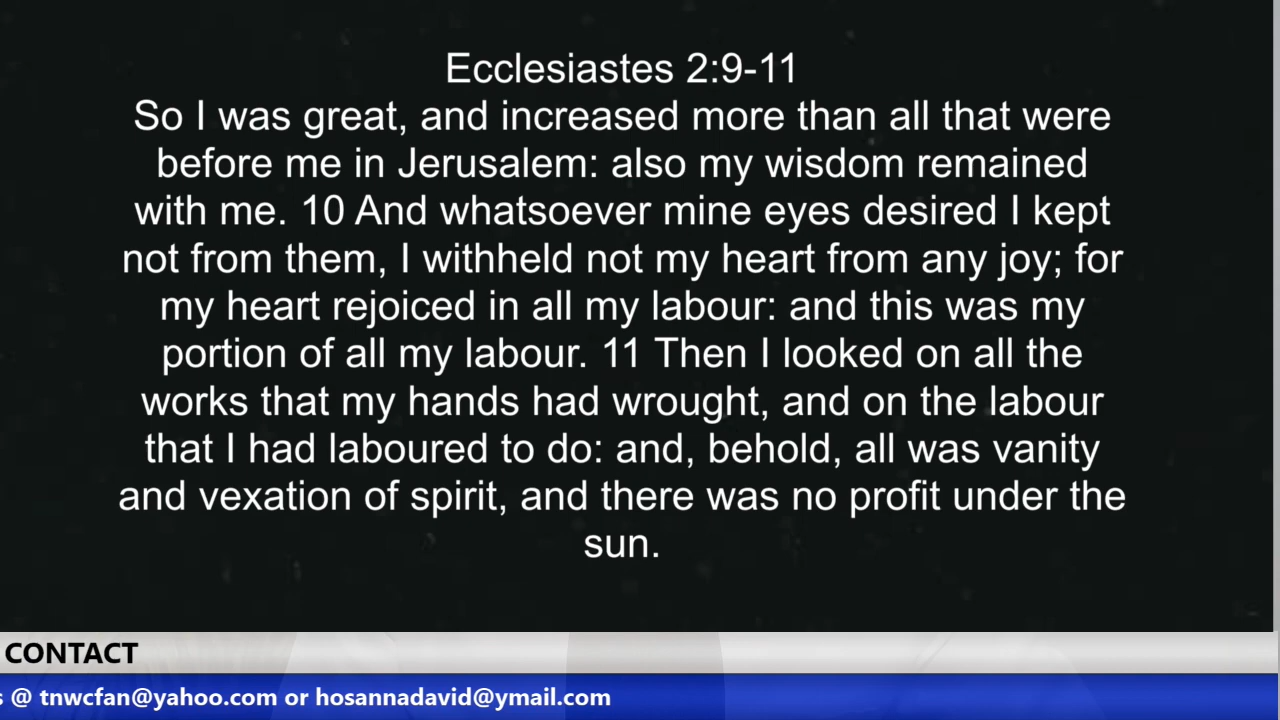 Ecclesiastes 2:9-11
So I was great, and increased more than all that were
before me in Jerusalem: also my wisdom remained
with me. 10 And whatsoever mine eyes desired I kept
not from them, I withheld not my heart from any joy; for
my heart rejoiced in all my labour: and this was my
portion of all my labour. 11 Then I looked on all the
works that my hands had wrought, and on the labour
that I had laboured to do: and, behold, all was vanity
and vexation of spirit, and there was no profit under the
sun.
CONTACT
@ tnwcfan@yahoo.com or hosannadavid@ymail.com